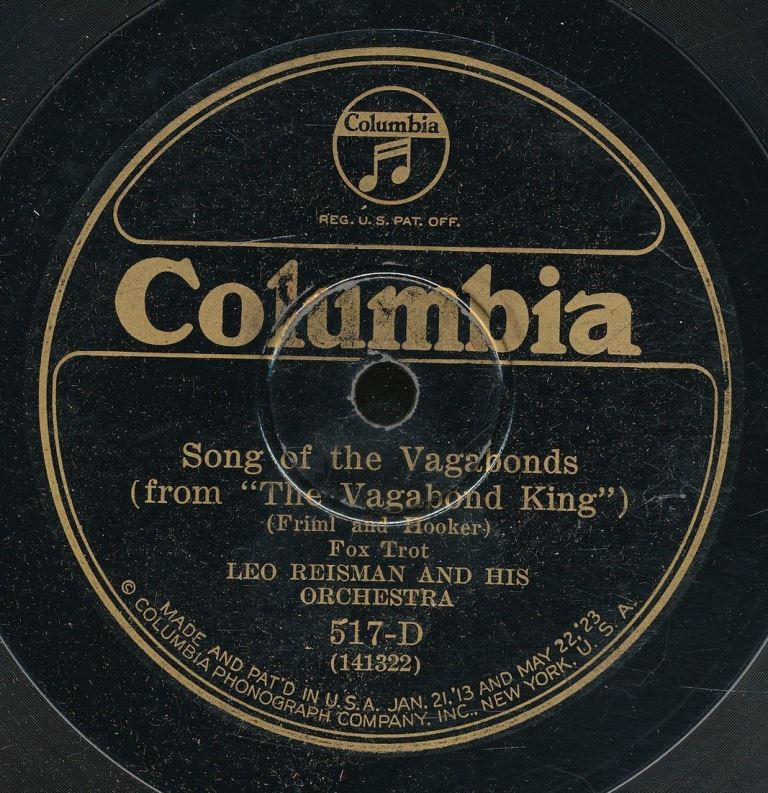 Columbia
REG. U.S. PAT. OFF.
Columbia
Song of the Vagabonds
(from “The Vagabond King”)
(Friml and Hooker)
Fox Trot
LEO REISMAN AND HIS
ORCHESTRA
517-D
(141322)
MADE AND PAT'D IN U.S.A. JAN. 21,'13 AND MAY 22,'23
© COLUMBIA PHONOGRAPH COMPANY, INC., NEW YORK, U. S. A.